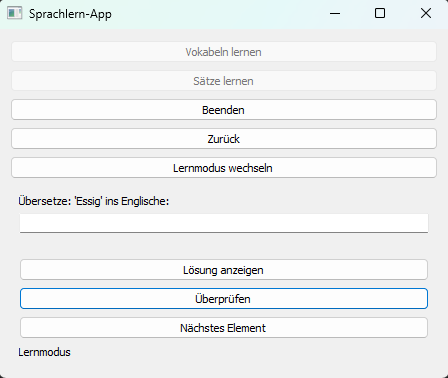 Sprachlern-App
Vokabeln lernen
Sätze lernen
Beenden
Zurück
Lernmodus wechseln
Übersetze: 'Essig' ins Englische:
Lösung anzeigen
Überprüfen
Nächstes Element
Lernmodus